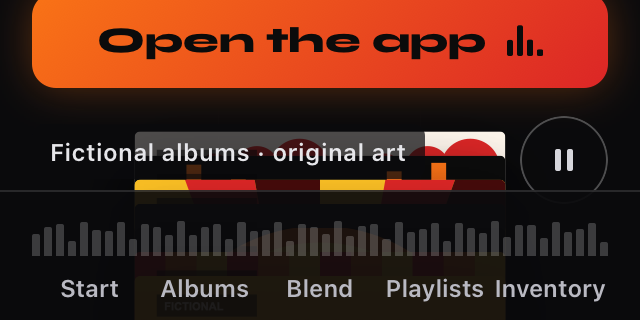 Open the app
Fictional albums · original art
Start Albums Blend Playlists Inventory
FICTIONAL